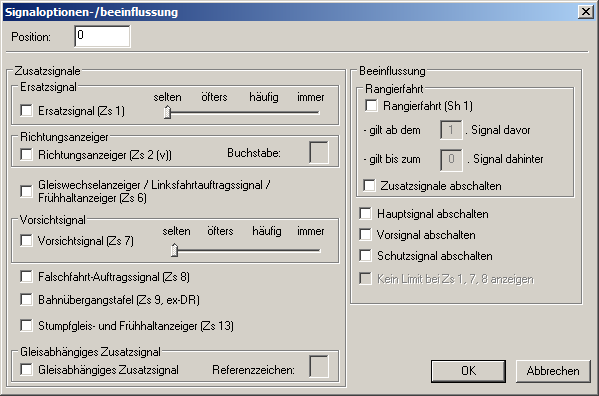 Signaloptionen-/beeinflussung
Position: 0
Zusatzsignale
Ersatzsignal
selten öfters häufig immer
Ersatzsignal (Zs 1)
Richtungsanzeiger
Richtungsanzeiger (Zs 2 (v)) Buchstabe:
Gleiswechselanzeiger / Linksfahrtauftragssignal /
Frühhaltanzeiger (Zs 6)
Vorsichtsignal
selten öfters häufig immer
Vorsichtsignal (Zs 7)
Falschfahrt-Auftragssignal (Zs 8)
Bahnübergangstafel (Zs 9, ex-DR)
Stumpfgleis- und Frühhaltanzeiger (Zs 13)
Gleisabhängiges Zusatzsignal
Gleisabhängiges Zusatzsignal Referenzzeichen:
Beeinflussung
Rangierfahrt
Rangierfahrt (Sh 1)
- gilt ab dem 1 . Signal davor
- gilt bis zum 0 . Signal dahinter
Zusatzsignale abschalten
Hauptsignal abschalten
Vorsignal abschalten
Schutzsignal abschalten
Kein Limit bei Zs 1, 7, 8 anzeigen
OK Abbrechen